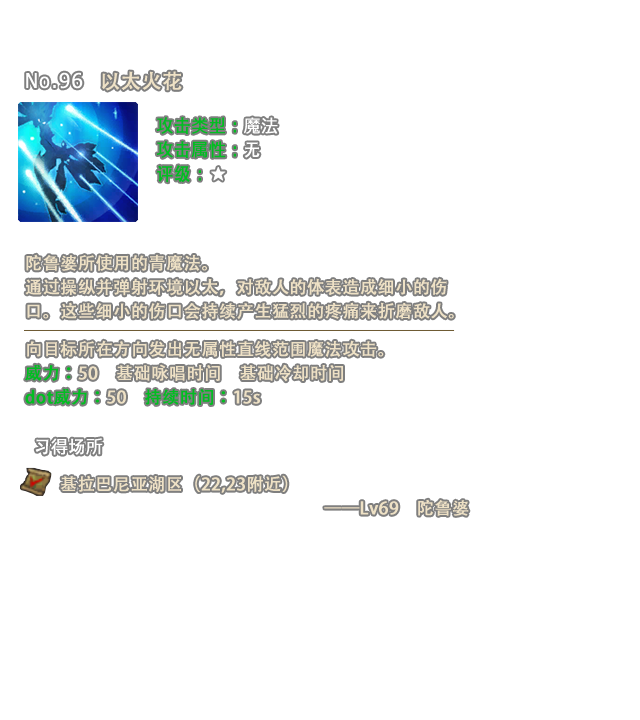 No.96 以太火花
攻击类型：魔法
攻击属性：无
评级：☆
陀鲁婆所使用的青魔法。
通过操纵并弹射环境以太，对敌人的体表造成细小的伤
口。这些细小的伤口会持续产生猛烈的疼痛来折磨敌人。
向目标所在方向发出无属性直线范围魔法攻击。
威力：50 基础咏唱时间 基础冷却时间
dot威力：50 持续时间：15s
习得场所
基拉巴尼亚湖区（22,23附近）
——Lv69 陀鲁婆